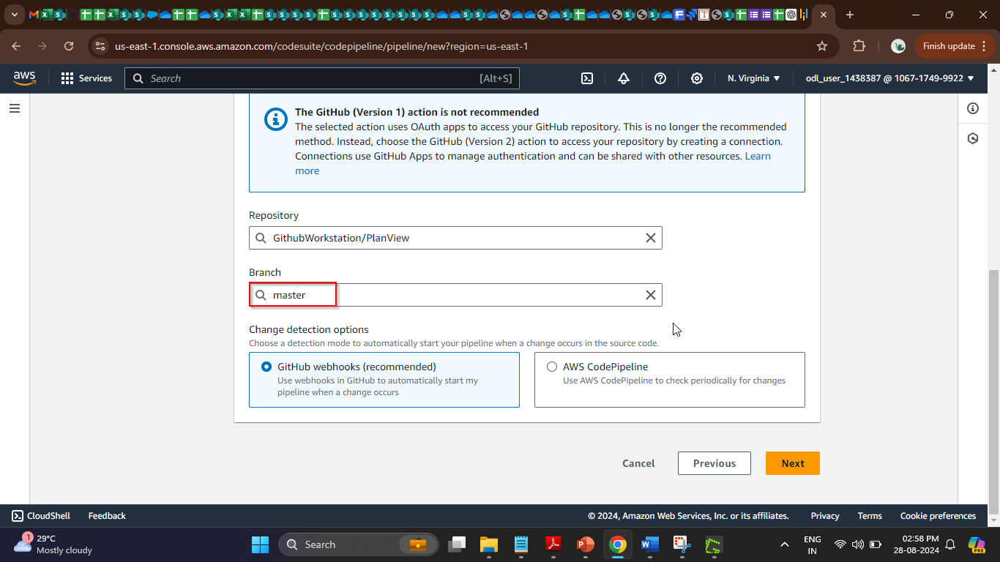 us-east-1.console.aws.amazon.com/codesuite/codepipeline/pipeline/new?region=us-east-1
Finish update
aws
Services
Search
[Alt+S]
N. Virginia
odl_user_1438387 @ 1067-1749-9922
The GitHub (Version 1) action is not recommended
The selected action uses OAuth apps to access your GitHub repository. This is no longer the recommended
method. Instead, choose the GitHub (Version 2) action to access your repository by creating a connection.
Connections use GitHub Apps to manage authentication and can be shared with other resources. Learn
more
Repository
GithubWorkstation/PlanView
Branch
master
Change detection options
Choose a detection mode to automatically start your pipeline when a change occurs in the source code.
GitHub webhooks (recommended)
Use webhooks in GitHub to automatically start my
pipeline when a change occurs
AWS CodePipeline
Use AWS CodePipeline to check periodically for changes
Cancel
Previous
Next
CloudShell
Feedback
© 2024, Amazon Web Services, Inc. or its affiliates.
Privacy
Terms
Cookie preferences
1
29°C
Mostly cloudy
Search
ENG
IN
02:58 PM
28-08-2024
PRE